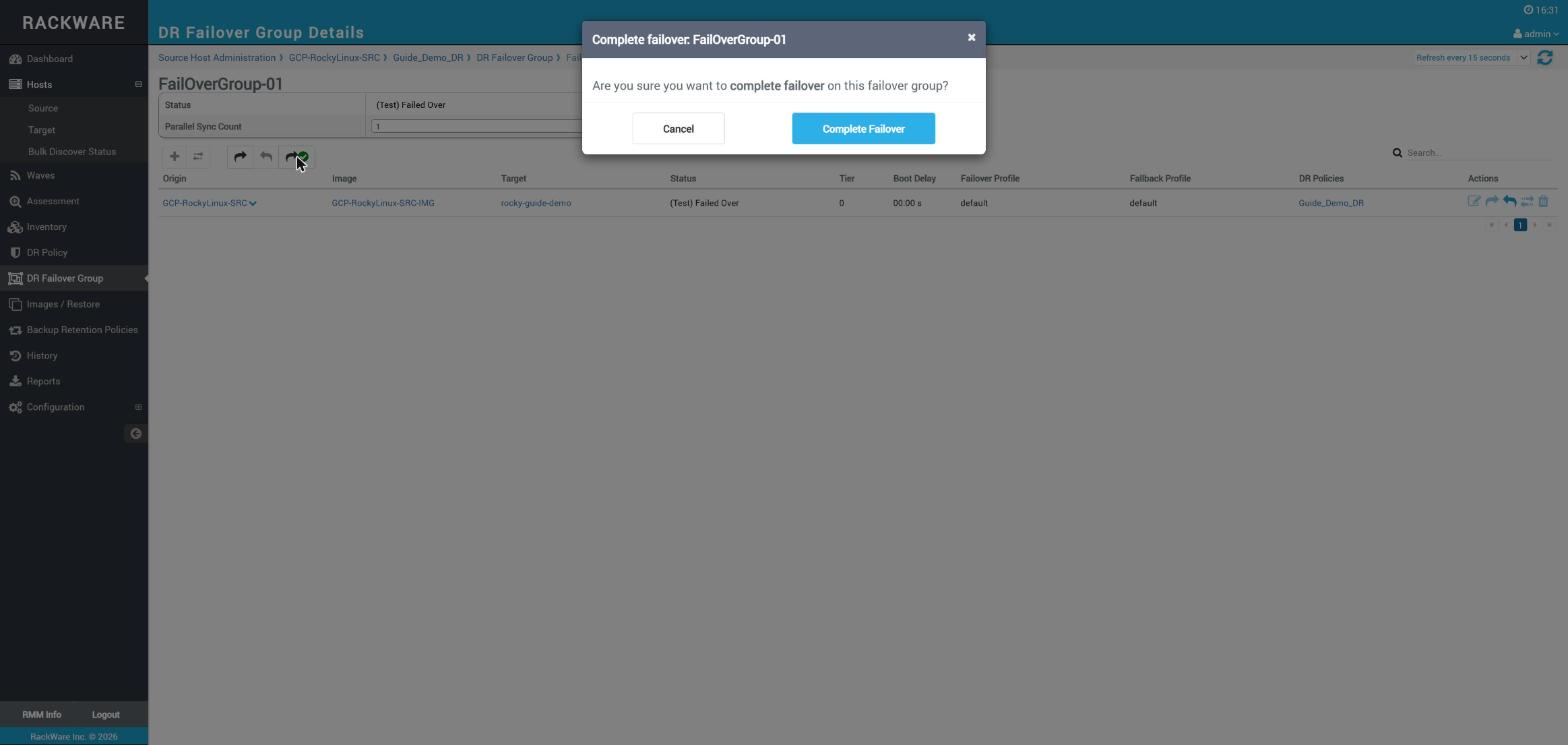 RACKWARE
16:31
DR Failover Group Details
admin
Complete failover: FailOverGroup-01
×
Are you sure you want to complete failover on this failover group?
Cancel
Complete Failover
Dashboard
Hosts
Source
Target
Bulk Discover Status
Waves
Assessment
Inventory
DR Policy
DR Failover Group
Images / Restore
Backup Retention Policies
History
Reports
Configuration
RMM Info Logout
RackWare Inc. © 2026
Source Host Administration › GCP-RockyLinux-SRC › Guide_Demo_DR › DR Failover Group › Fail
Refresh every 15 seconds
FailOverGroup-01
Status (Test) Failed Over
Parallel Sync Count 1
Search...
Origin Image Target Status Tier Boot Delay Failover Profile Fallback Profile DR Policies Actions
GCP-RockyLinux-SRC GCP-RockyLinux-SRC-IMG rocky-guide-demo (Test) Failed Over 0 00:00 s default default Guide_Demo_DR
« ‹ 1 › »